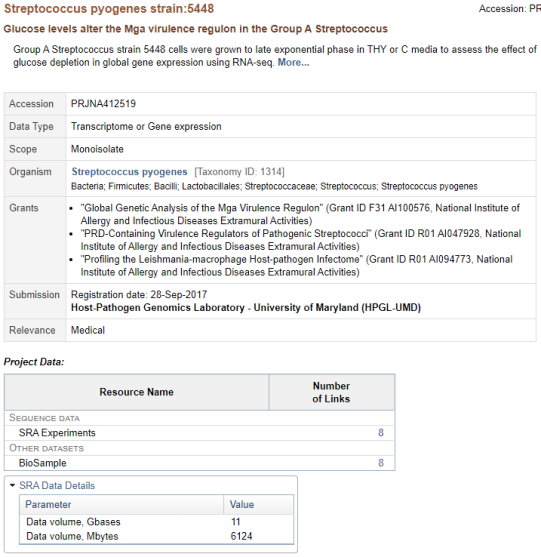 Streptococcus pyogenes strain:5448
Accession: PR
Glucose levels alter the Mga virulence regulon in the Group A Streptococcus
Group A Streptococcus strain 5448 cells were grown to late exponential phase in THY or C media to assess the effect of
glucose depletion in global gene expression using RNA-seq. More...
Accession PRJNA412519
Data Type Transcriptome or Gene expression
Scope Monoisolate
Organism Streptococcus pyogenes [Taxonomy ID: 1314]
Bacteria; Firmicutes; Bacilli; Lactobacillales; Streptococcaceae; Streptococcus; Streptococcus pyogenes
Grants • "Global Genetic Analysis of the Mga Virulence Regulon" (Grant ID F31 AI100576, National Institute of
Allergy and Infectious Diseases Extramural Activities)
• "PRD-Containing Virulence Regulators of Pathogenic Streptococci" (Grant ID R01 AI047928, National
Institute of Allergy and Infectious Diseases Extramural Activities)
• "Profiling the Leishmania-macrophage Host-pathogen Infectome" (Grant ID R01 AI094773, National
Institute of Allergy and Infectious Diseases Extramural Activities)
Submission Registration date: 28-Sep-2017
Host-Pathogen Genomics Laboratory - University of Maryland (HPGL-UMD)
Relevance Medical
Project Data:
Resource Name Number
of Links
SEQUENCE DATA
SRA Experiments 8
OTHER DATASETS
BioSample 8
SRA Data Details
Parameter Value
Data volume, Gbases 11
Data volume, Mbytes 6124